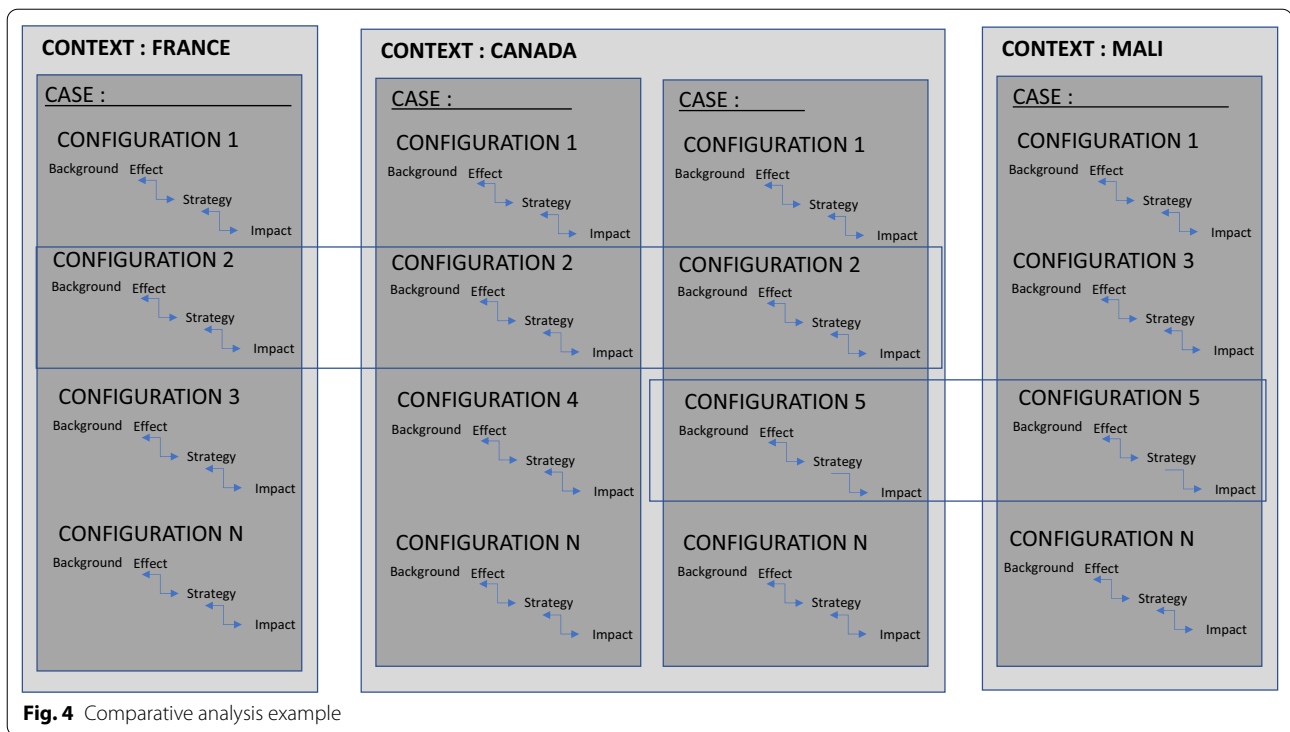 CONTEXT : FRANCE
CASE :
CONFIGURATION 1
Background Effect
Strategy
Impact
CONFIGURATION 2
Background Effect
Strategy
Impact
CONFIGURATION 3
Background Effect
Strategy
Impact
CONFIGURATION N
Background Effect
Strategy
Impact
CONTEXT : CANADA
CASE :
CONFIGURATION 1
Background Effect
Strategy
Impact
CONFIGURATION 2
Background Effect
Strategy
Impact
CONFIGURATION 4
Background Effect
Strategy
Impact
CONFIGURATION N
Background Effect
Strategy
Impact
CASE :
CONFIGURATION 1
Background Effect
Strategy
Impact
CONFIGURATION 2
Background Effect
Strategy
Impact
CONFIGURATION 5
Background Effect
Strategy
Impact
CONFIGURATION N
Background Effect
Strategy
Impact
CONTEXT : MALI
CASE :
CONFIGURATION 1
Background Effect
Strategy
Impact
CONFIGURATION 3
Background Effect
Strategy
Impact
CONFIGURATION 5
Background Effect
Strategy
Impact
CONFIGURATION N
Background Effect
Strategy
Impact
Fig. 4 Comparative analysis example